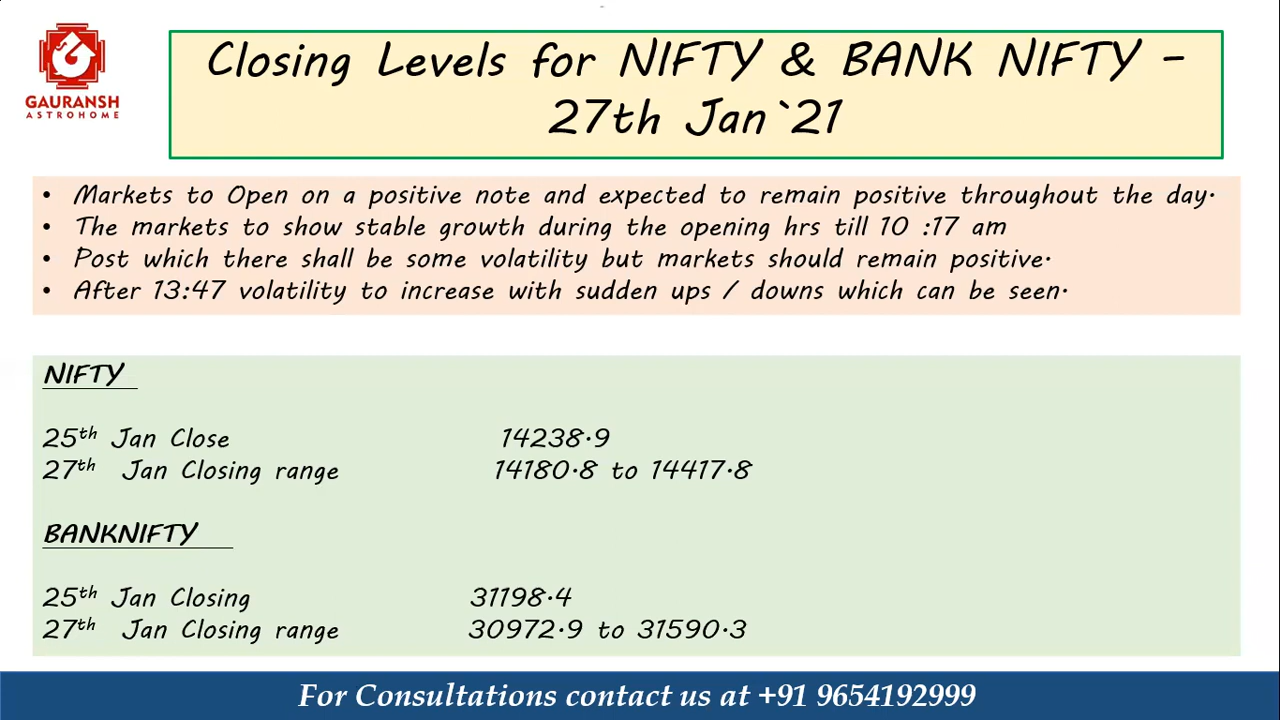 GAURANSH
ASTROHOME
Closing Levels for NIFTY & BANK NIFTY –
27th Jan`21
• Markets to Open on a positive note and expected to remain positive throughout the day.
• The markets to show stable growth during the opening hrs till 10 :17 am
• Post which there shall be some volatility but markets should remain positive.
• After 13:47 volatility to increase with sudden ups / downs which can be seen.
NIFTY
25th Jan Close 14238.9
27th Jan Closing range 14180.8 to 14417.8
BANKNIFTY
25th Jan Closing 31198.4
27th Jan Closing range 30972.9 to 31590.3
For Consultations contact us at +91 9654192999